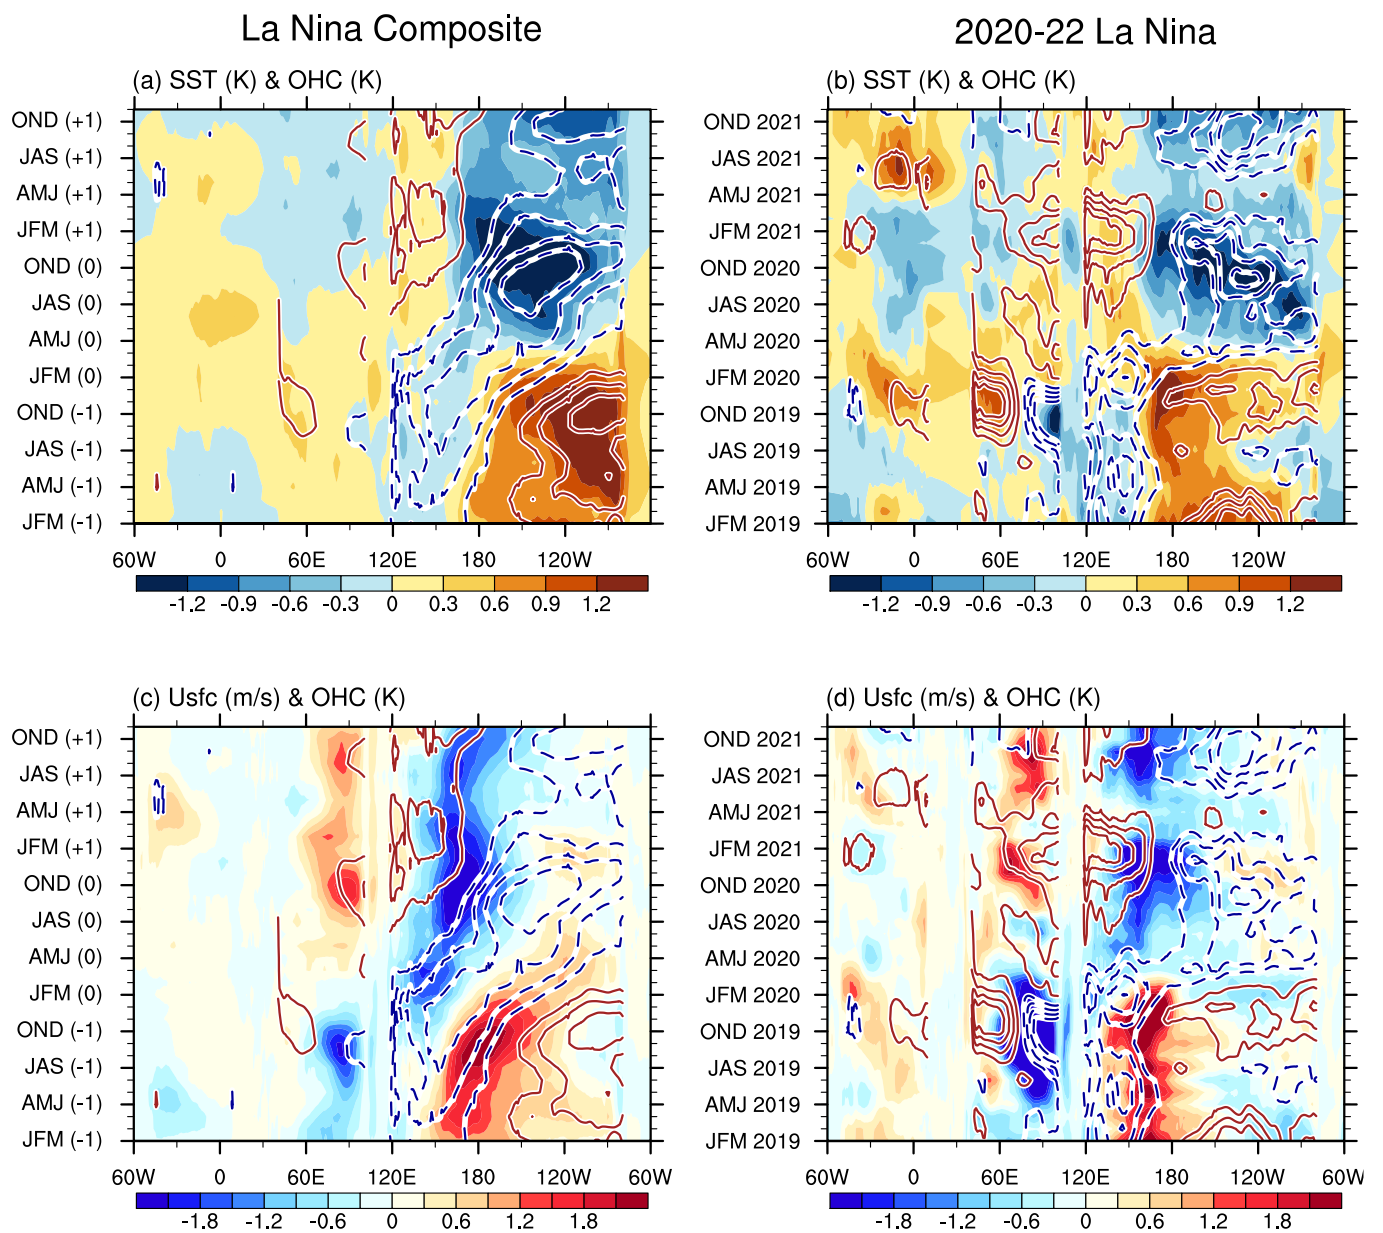 La Nina Composite
2020-22 La Nina
(a) SST (K) & OHC (K)
OND (+1)
JAS (+1)
AMJ (+1)
JFM (+1)
OND (0)
JAS (0)
AMJ (0)
JFM (0)
OND (-1)
JAS (-1)
AMJ (-1)
JFM (-1)
60W 0 60E 120E 180 120W
-1.2 -0.9 -0.6 -0.3 0 0.3 0.6 0.9 1.2
(b) SST (K) & OHC (K)
OND 2021
JAS 2021
AMJ 2021
JFM 2021
OND 2020
JAS 2020
AMJ 2020
JFM 2020
OND 2019
JAS 2019
AMJ 2019
JFM 2019
60W 0 60E 120E 180 120W
-1.2 -0.9 -0.6 -0.3 0 0.3 0.6 0.9 1.2
(c) Usfc (m/s) & OHC (K)
OND (+1)
JAS (+1)
AMJ (+1)
JFM (+1)
OND (0)
JAS (0)
AMJ (0)
JFM (0)
OND (-1)
JAS (-1)
AMJ (-1)
JFM (-1)
60W 0 60E 120E 180 120W 60W
-1.8 -1.2 -0.6 0 0.6 1.2 1.8
(d) Usfc (m/s) & OHC (K)
OND 2021
JAS 2021
AMJ 2021
JFM 2021
OND 2020
JAS 2020
AMJ 2020
JFM 2020
OND 2019
JAS 2019
AMJ 2019
JFM 2019
60W 0 60E 120E 180 120W 60W
-1.8 -1.2 -0.6 0 0.6 1.2 1.8